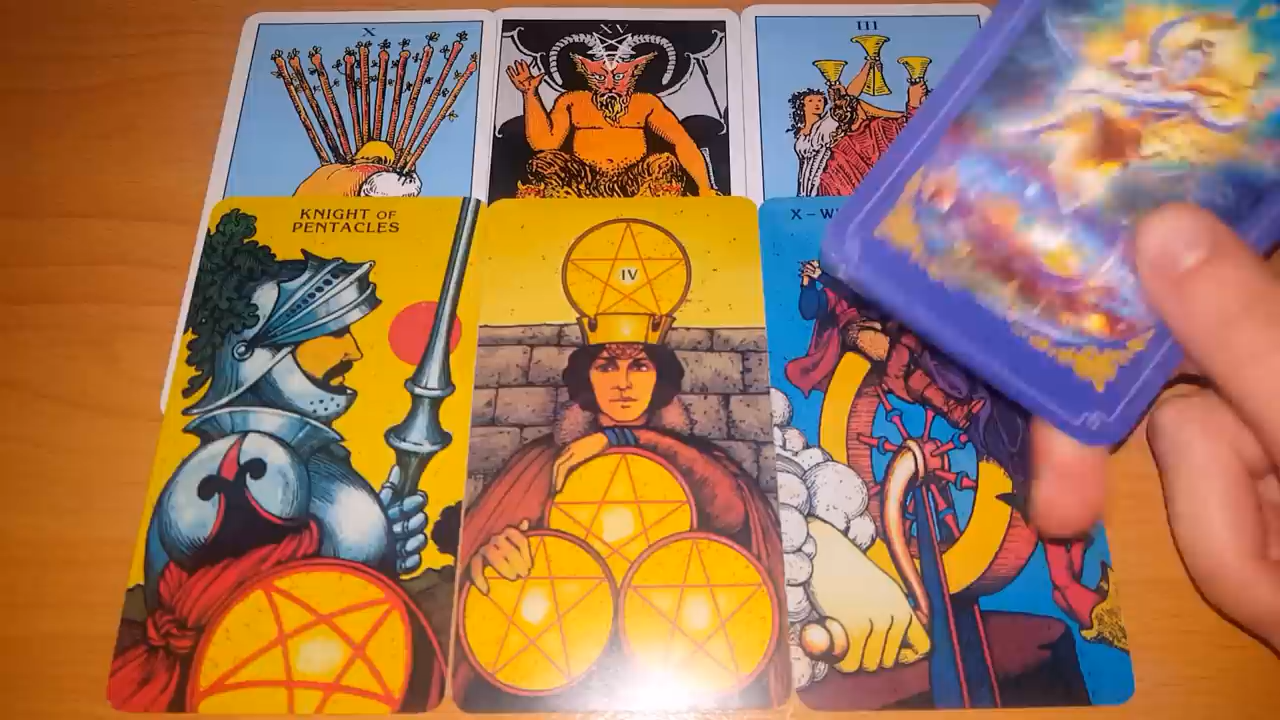 X
XV
III
KNIGHT OF
PENTACLES
IV
X-W